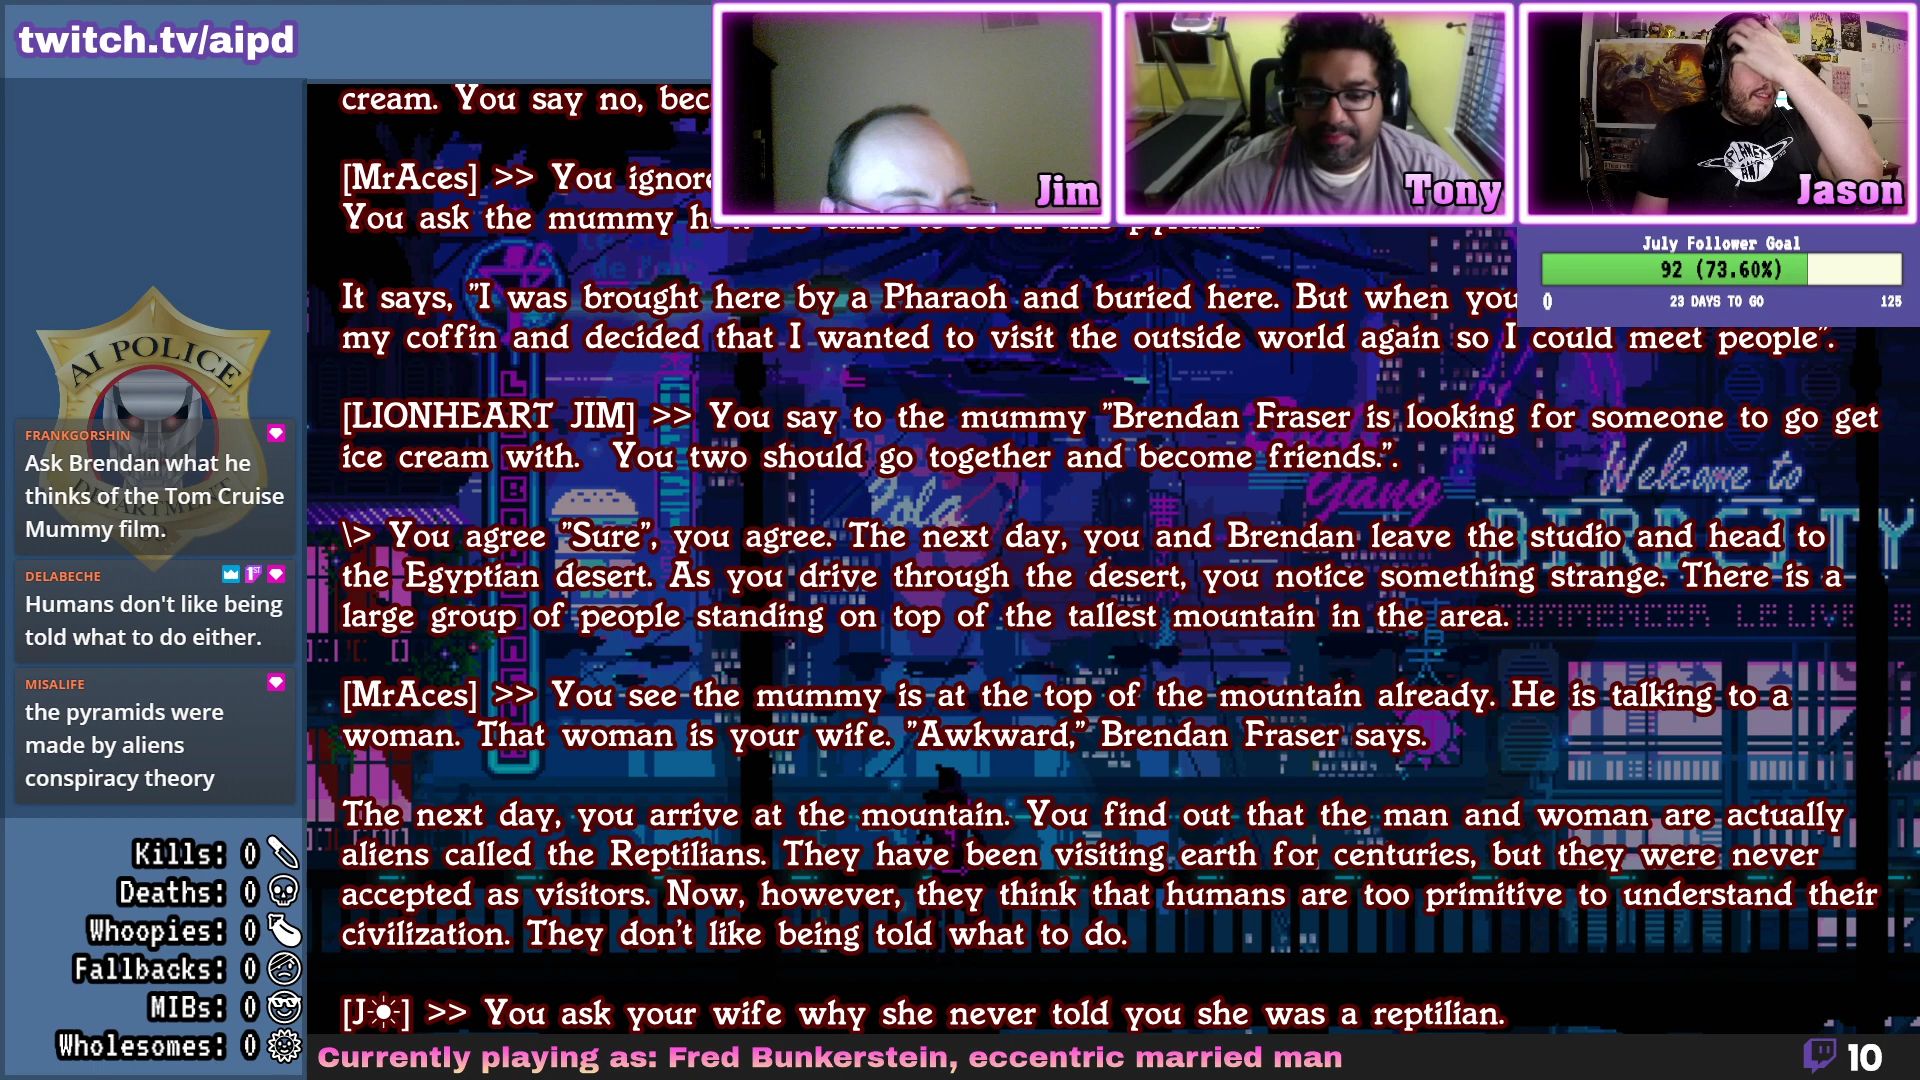 twitch.tv/aipd
cream. You say no, bec
[MrAces] >> You ignore
You ask the mummy h
Jim
Tony
Jason
July Follower Goal
92 (73.60%)
0
23 DAYS TO GO
125
It says, "I was brought here by a Pharaoh and buried here. But when you
my coffin and decided that I wanted to visit the outside world again so I could meet people".
[LIONHEART JIM] >> You say to the mummy "Brendan Fraser is looking for someone to go get
ice cream with. You two should go together and become friends.".
\> You agree "Sure", you agree. The next day, you and Brendan leave the studio and head to
the Egyptian desert. As you drive through the desert, you notice something strange. There is a
large group of people standing on top of the tallest mountain in the area.
[MrAces] >> You see the mummy is at the top of the mountain already. He is talking to a
woman. That woman is your wife. "Awkward," Brendan Fraser says.
The next day, you arrive at the mountain. You find out that the man and woman are actually
aliens called the Reptilians. They have been visiting earth for centuries, but they were never
accepted as visitors. Now, however, they think that humans are too primitive to understand their
civilization. They don't like being told what to do.
[J☀] >> You ask your wife why she never told you she was a reptilian.
Welcome to
gang
PLANET ANT
AI POLICE
DEPARTMENT
FRANKGORSHIN
Ask Brendan what he
thinks of the Tom Cruise
Mummy film.
DELABECHE
1ST
Humans don't like being
told what to do either.
MISALIFE
the pyramids were
made by aliens
conspiracy theory
Kills: 0
Deaths: 0
Whoopies: 0
Fallbacks: 0
MIBs: 0
Wholesomes: 0
Currently playing as: Fred Bunkerstein, eccentric married man
10